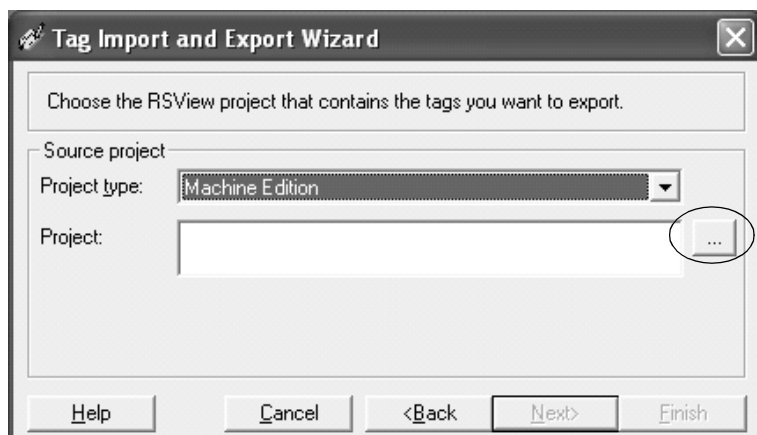 Tag Import and Export Wizard
Choose the RSView project that contains the tags you want to export.
Source project
Project type: Machine Edition
Project: ...
Help Cancel <Back Next> Finish